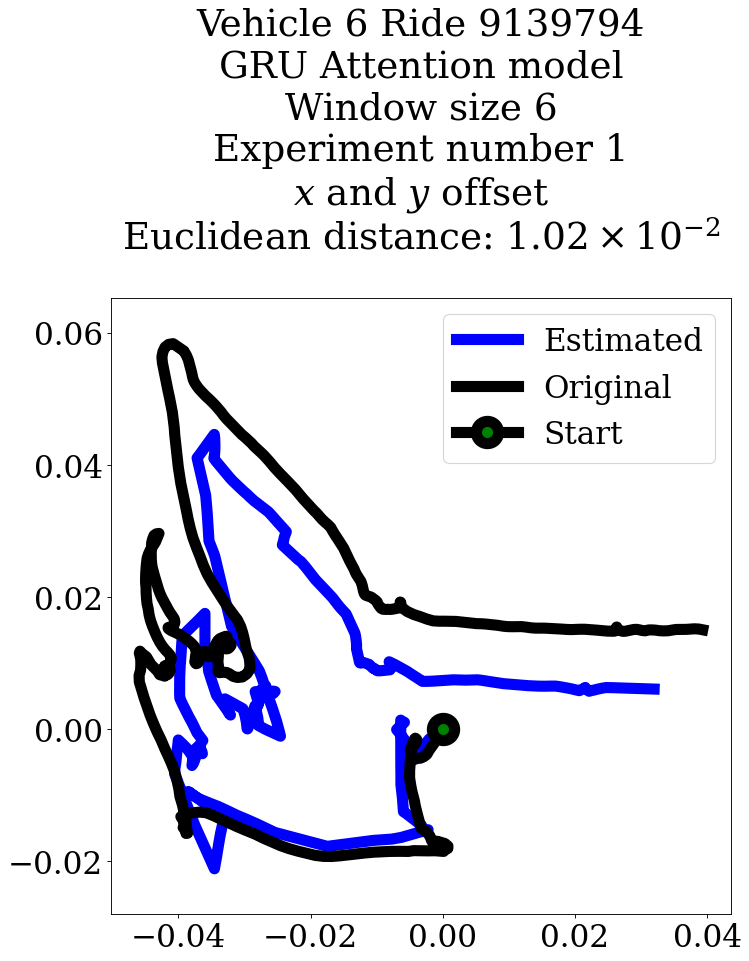 Vehicle 6 Ride 9139794
GRU Attention model
Window size 6
Experiment number 1
x and y offset
Euclidean distance: 1.02 × 10⁻²
Estimated
Original
Start
0.06
0.04
0.02
0.00
−0.02
−0.04
−0.02
0.00
0.02
0.04